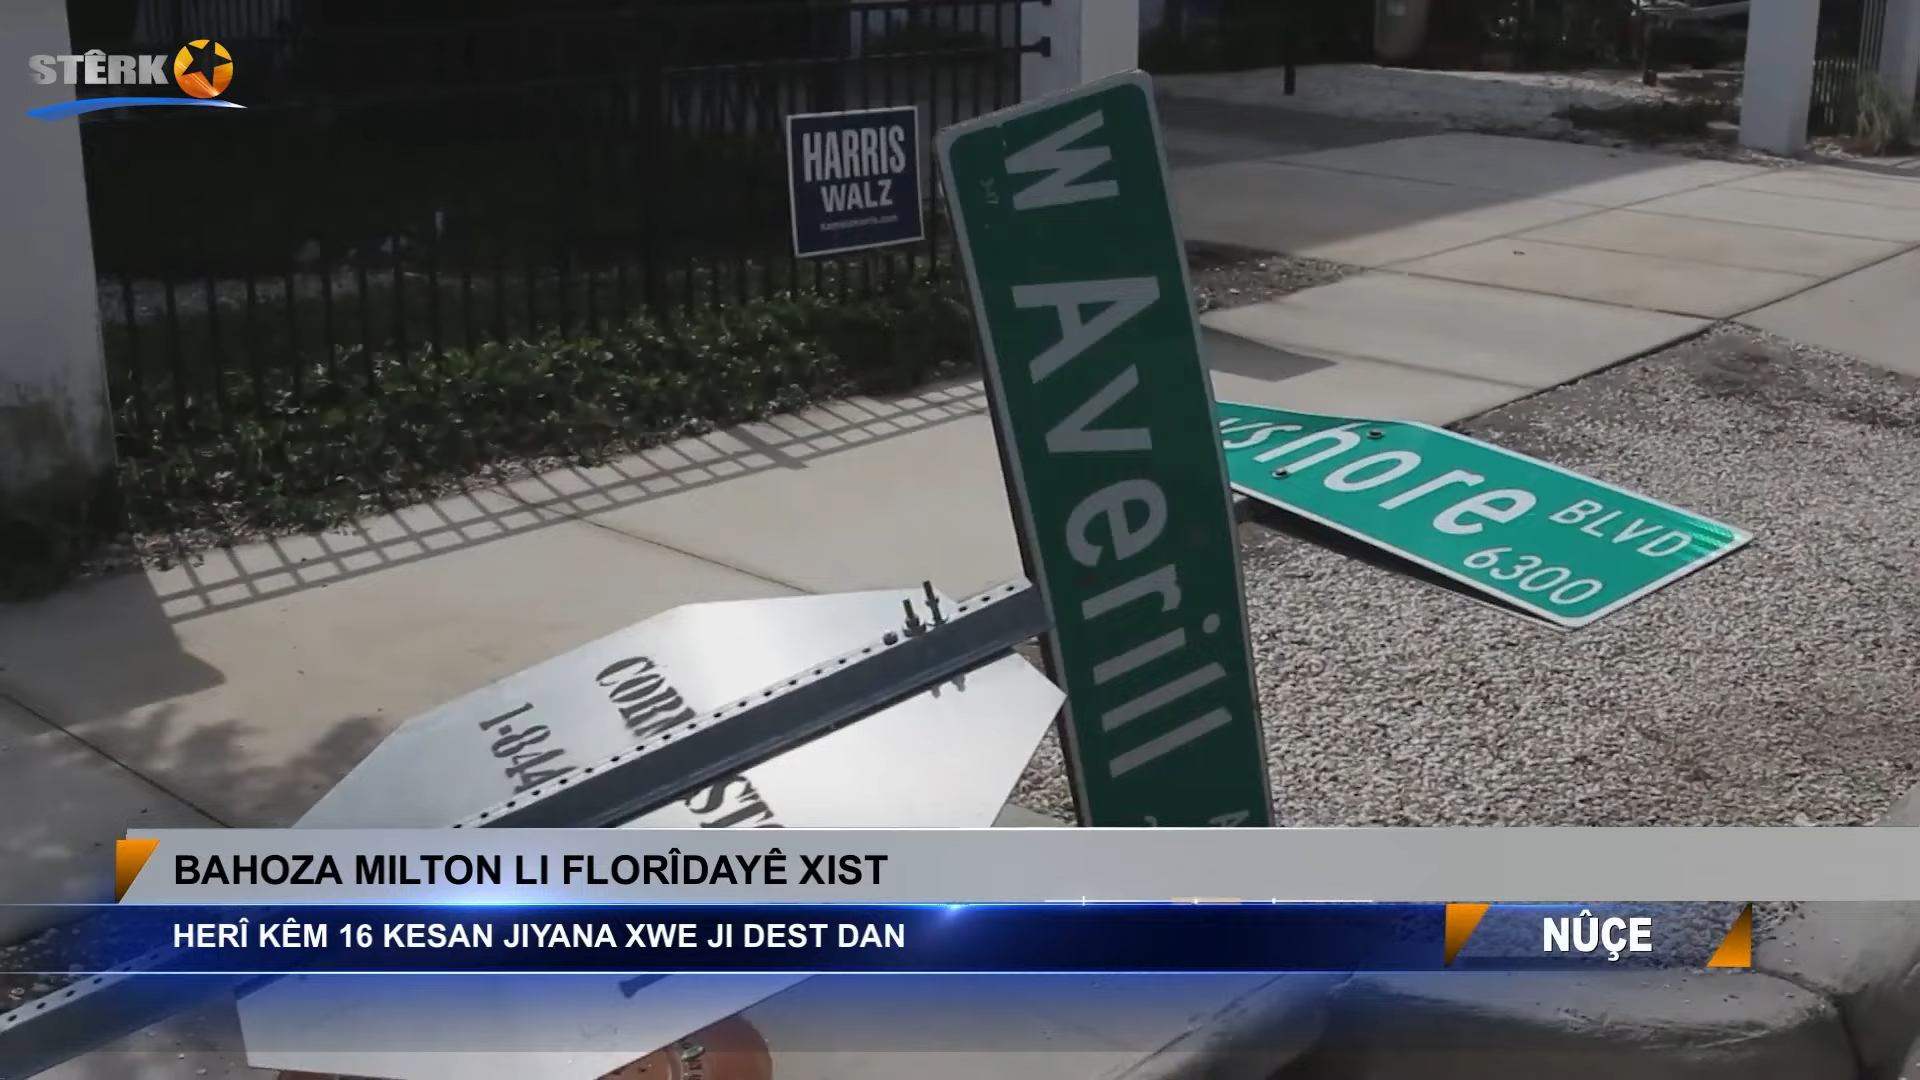 STÊRK
HARRIS
WALZ
W Averill
shore BLVD
6300
CORN
1-844
BAHOZA MILTON LI FLORÎDAYÊ XIST
HERÎ KÊM 16 KESAN JIYANA XWE JI DEST DAN
NÛÇE